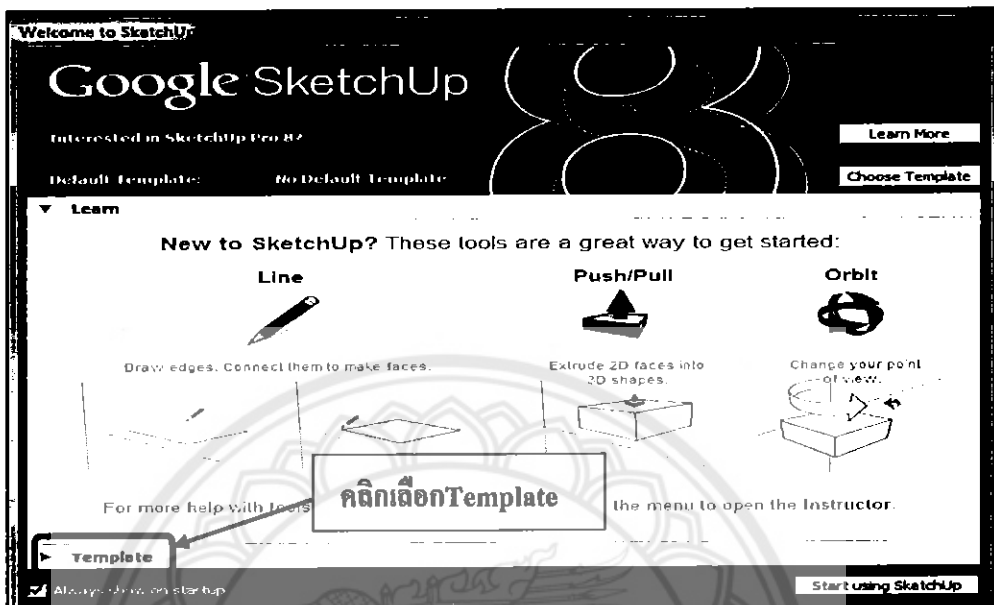 Welcome to SketchUp
Google SketchUp
Interested in SketchUp Pro 8?
Learn More
Default Template: No Default Template
Choose Template
Learn
New to SketchUp? These tools are a great way to get started:
Line
Push/Pull
Orbit
Draw edges. Connect them to make faces.
Extrude 2D faces into
3D shapes.
Change your point
of view.
คลิกเลือกTemplate
For more help with tools the menu to open the Instructor.
Template
Always show on startup
Start using SketchUp